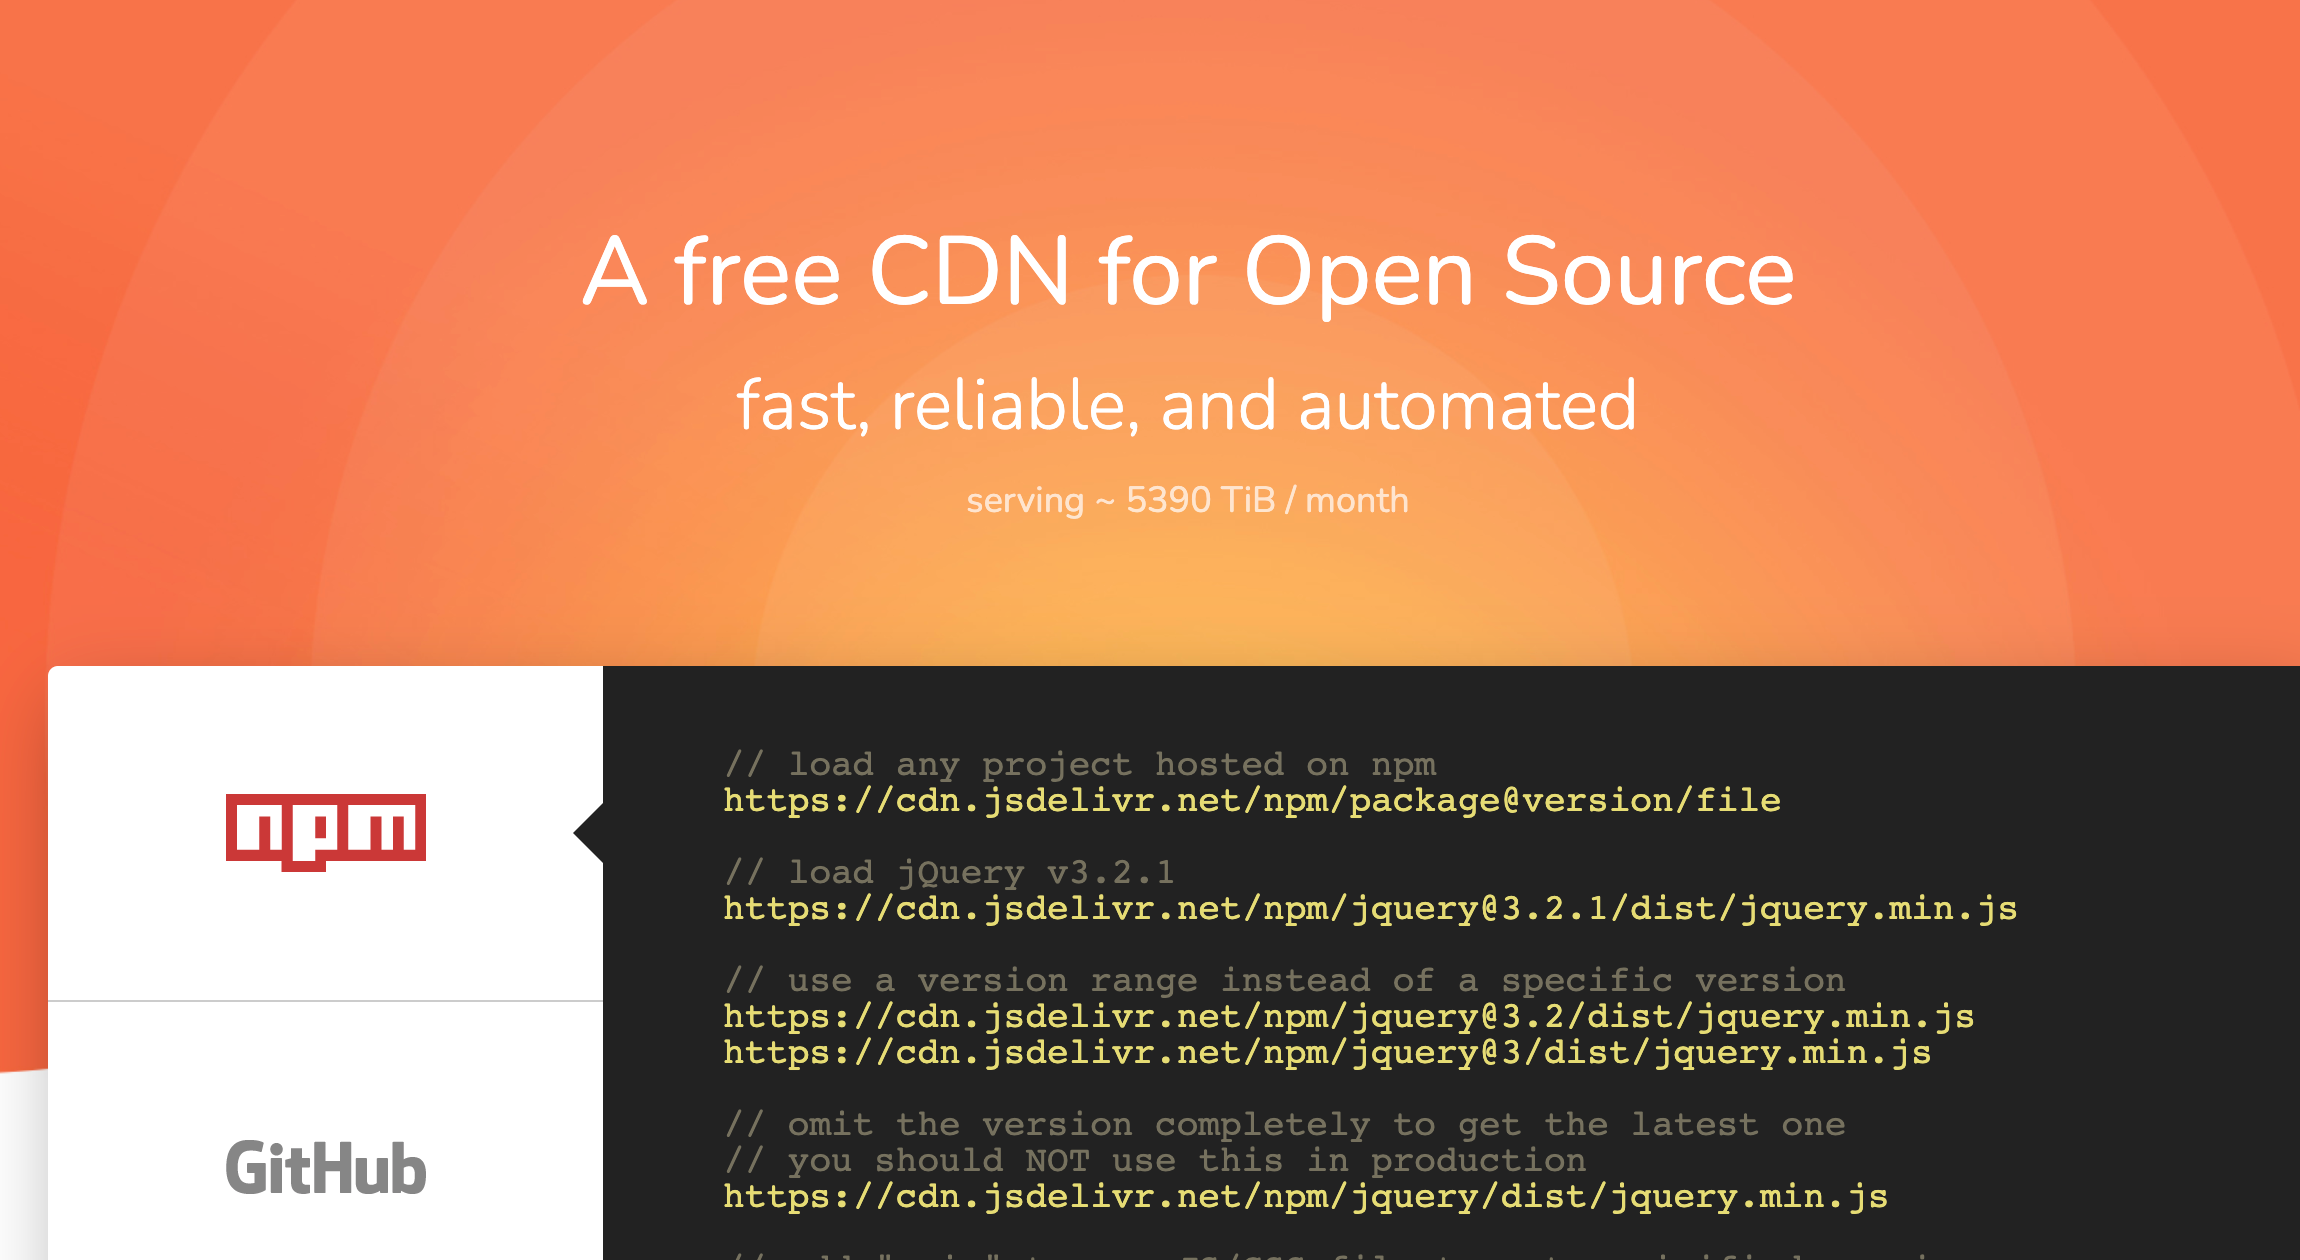 A free CDN for Open Source
fast, reliable, and automated
serving ~ 5390 TiB / month
npm
GitHub
// load any project hosted on npm
https://cdn.jsdelivr.net/npm/package@version/file
// load jQuery v3.2.1
https://cdn.jsdelivr.net/npm/jquery@3.2.1/dist/jquery.min.js
// use a version range instead of a specific version
https://cdn.jsdelivr.net/npm/jquery@3.2/dist/jquery.min.js
https://cdn.jsdelivr.net/npm/jquery@3/dist/jquery.min.js
// omit the version completely to get the latest one
// you should NOT use this in production
https://cdn.jsdelivr.net/npm/jquery/dist/jquery.min.js